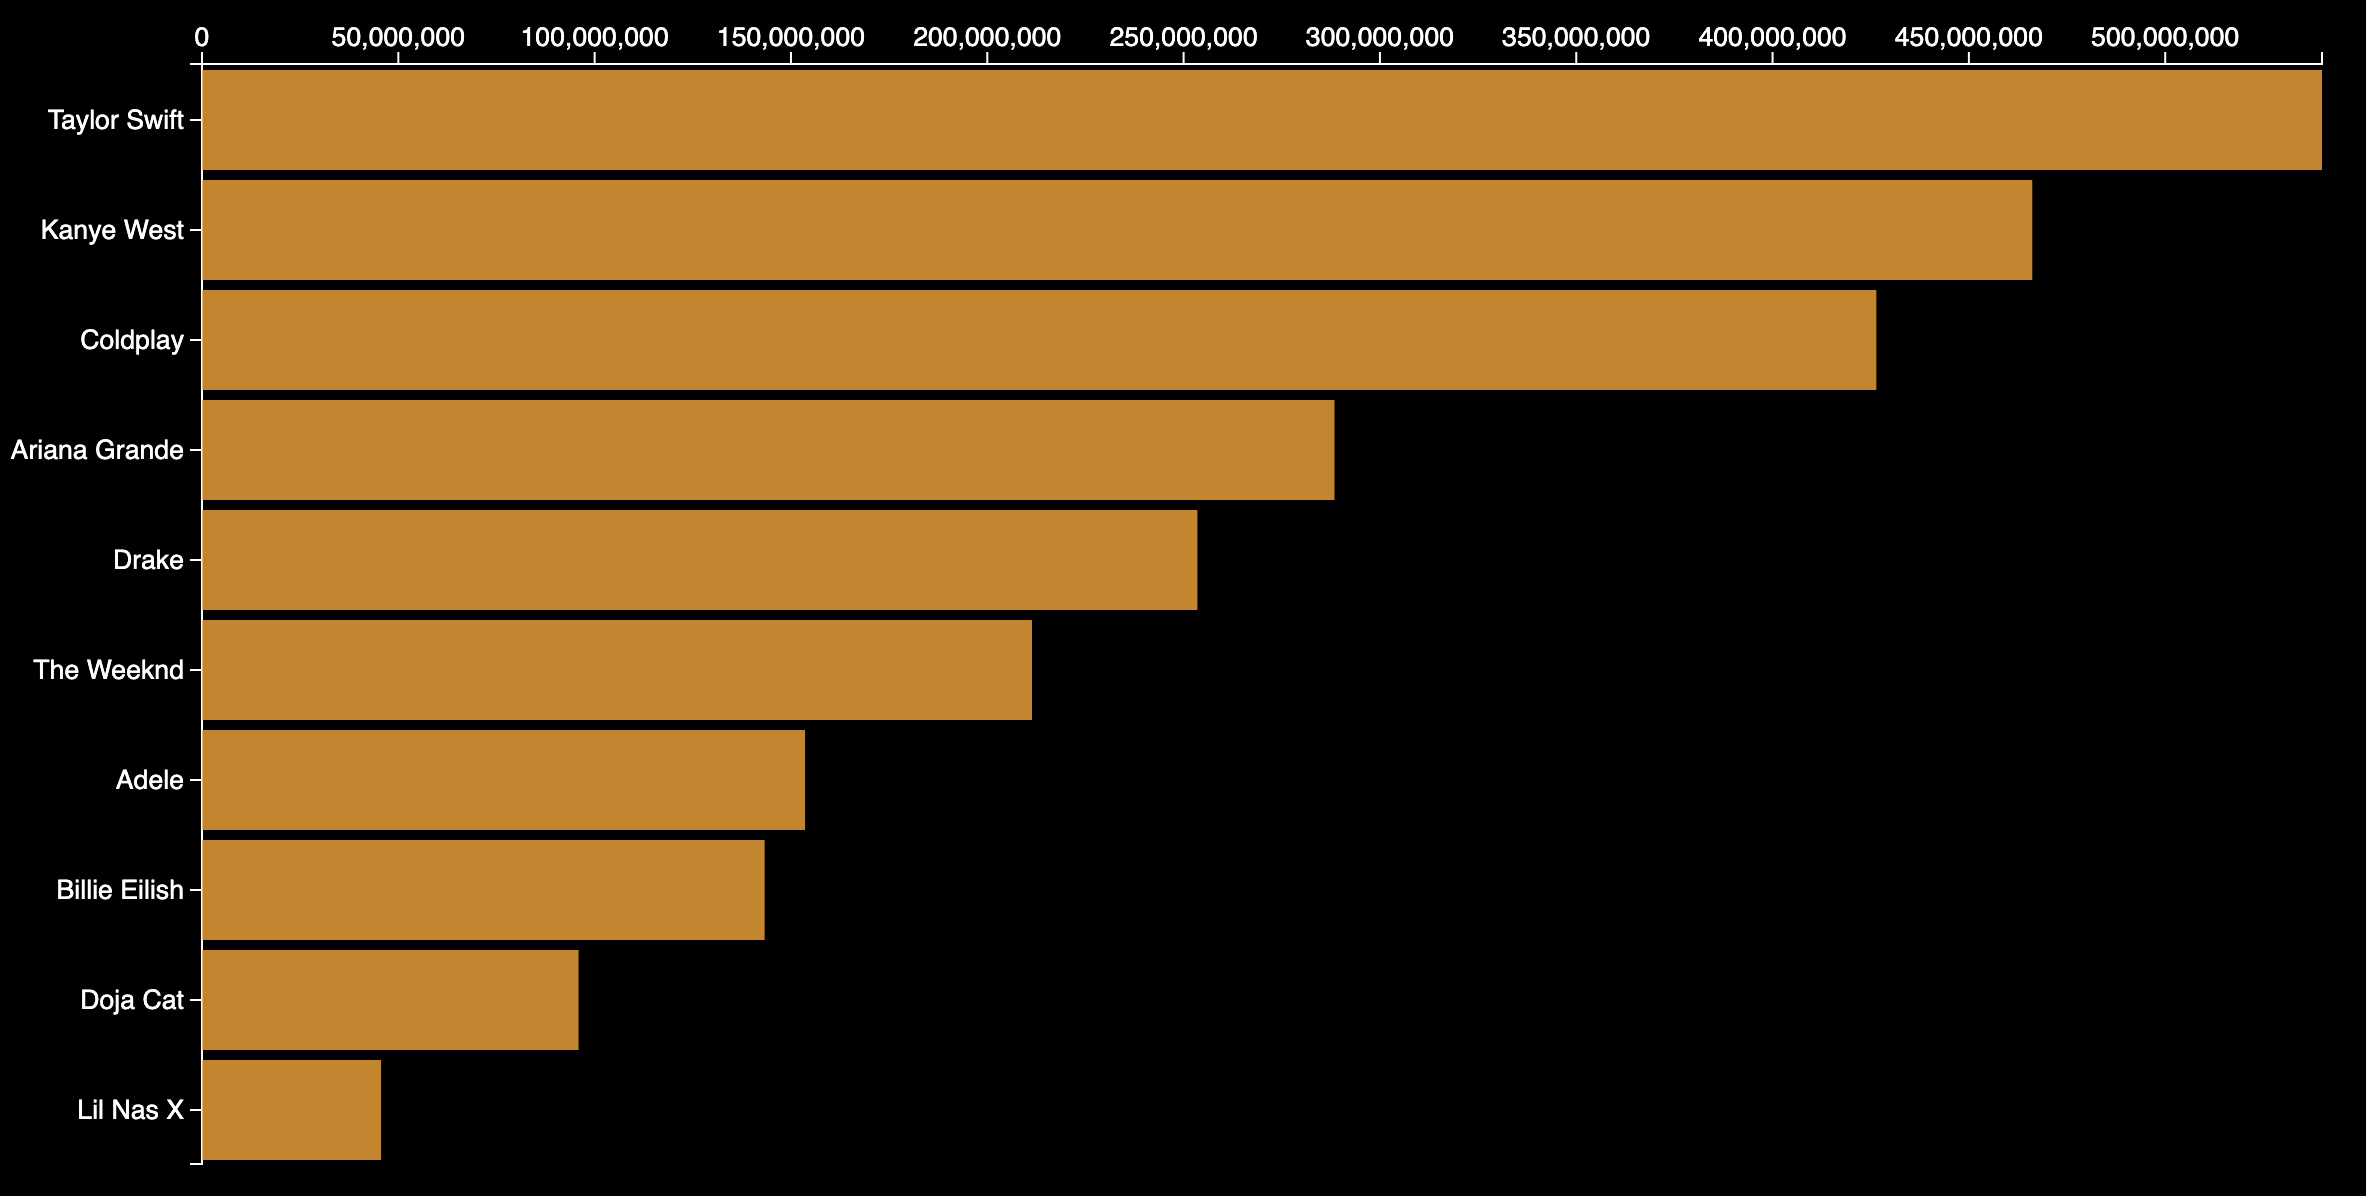 0 50,000,000 100,000,000 150,000,000 200,000,000 250,000,000 300,000,000 350,000,000 400,000,000 450,000,000 500,000,000
Taylor Swift
Kanye West
Coldplay
Ariana Grande
Drake
The Weeknd
Adele
Billie Eilish
Doja Cat
Lil Nas X